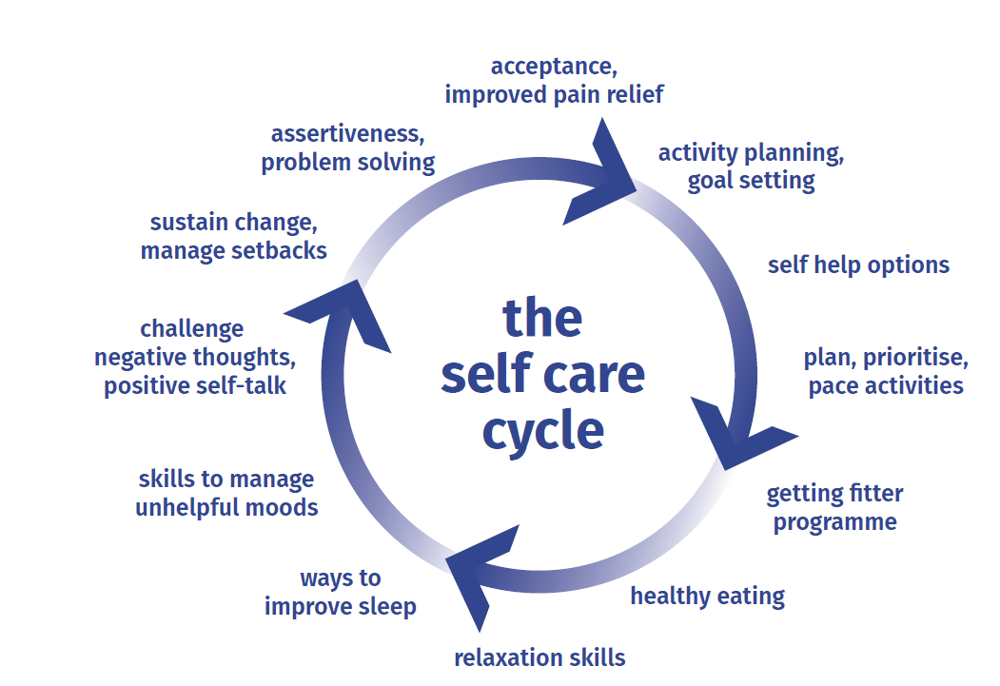 acceptance,
improved pain relief
activity planning,
goal setting
self help options
plan, prioritise,
pace activities
getting fitter
programme
healthy eating
relaxation skills
ways to
improve sleep
skills to manage
unhelpful moods
challenge
negative thoughts,
positive self-talk
sustain change,
manage setbacks
assertiveness,
problem solving
the
self care
cycle